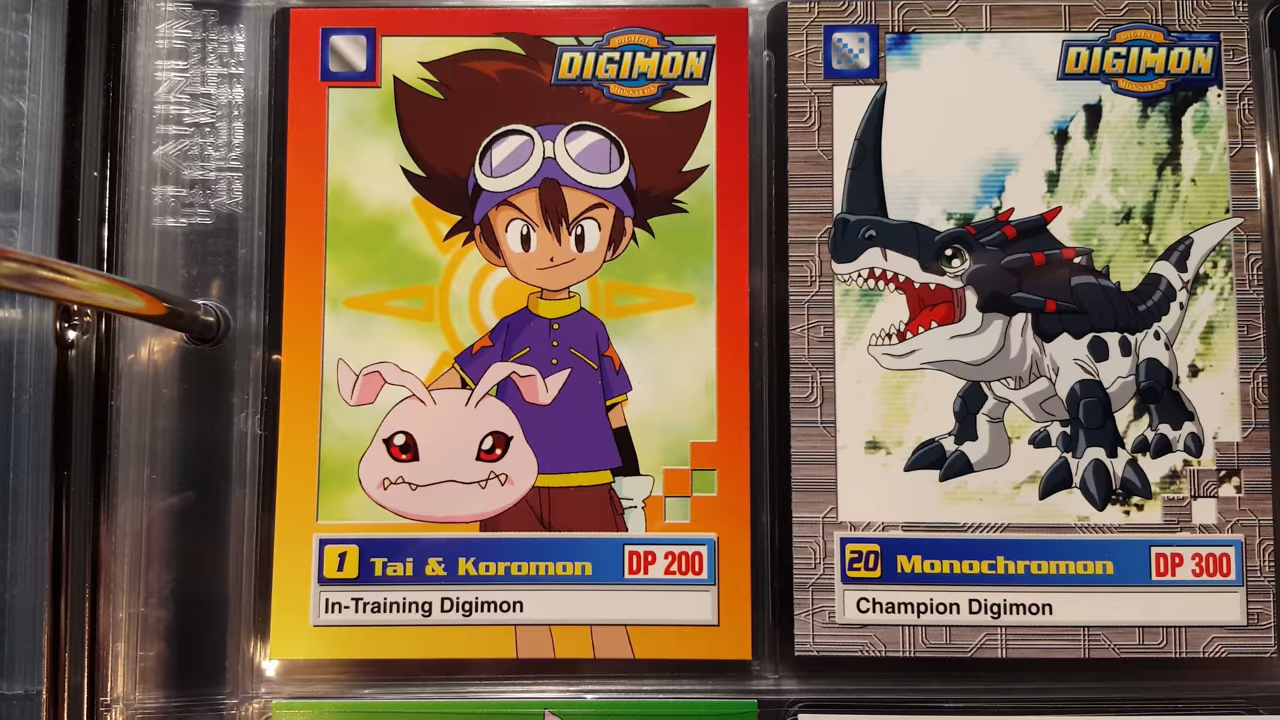 DIGITAL
DIGIMON
MONSTERS
1 Tai & Koromon DP 200
In-Training Digimon
DIGITAL
DIGIMON
MONSTERS
20 Monochromon DP 300
Champion Digimon